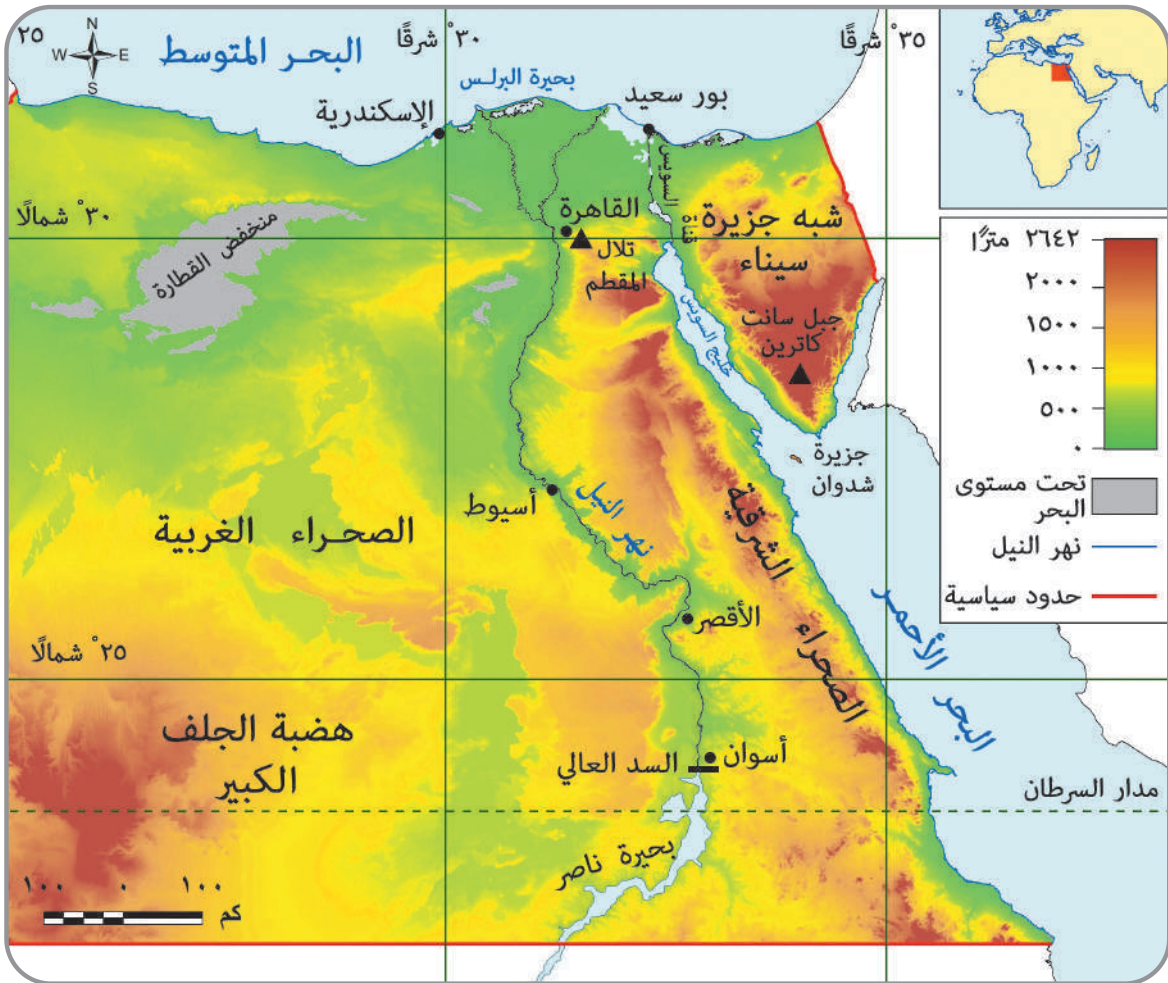 ٢٥
N
W E
S
البحر المتوسط
٣٠° شرقًا
٣٥° شرقًا
بحيرة البرلس
بور سعيد
الإسكندرية
قناة السويس
٣٠° شمالًا
منخفض القطارة
القاهرة
تلال
المقطم
شبه جزيرة
سيناء
جبل سانت
كاترين
خليج السويس
جزيرة
شدوان
أسيوط
نهر النيل
الصحراء الغربية
الصحراء الشرقية
الأقصر
البحر الأحمر
٢٥° شمالًا
هضبة الجلف
الكبير
أسوان
السد العالي
مدار السرطان
بحيرة ناصر
١٠٠ ٠ ١٠٠
كم
٢٦٤٢ مترًا
٢٠٠٠
١٥٠٠
١٠٠٠
٥٠٠
٠
تحت مستوى
البحر
نهر النيل
حدود سياسية